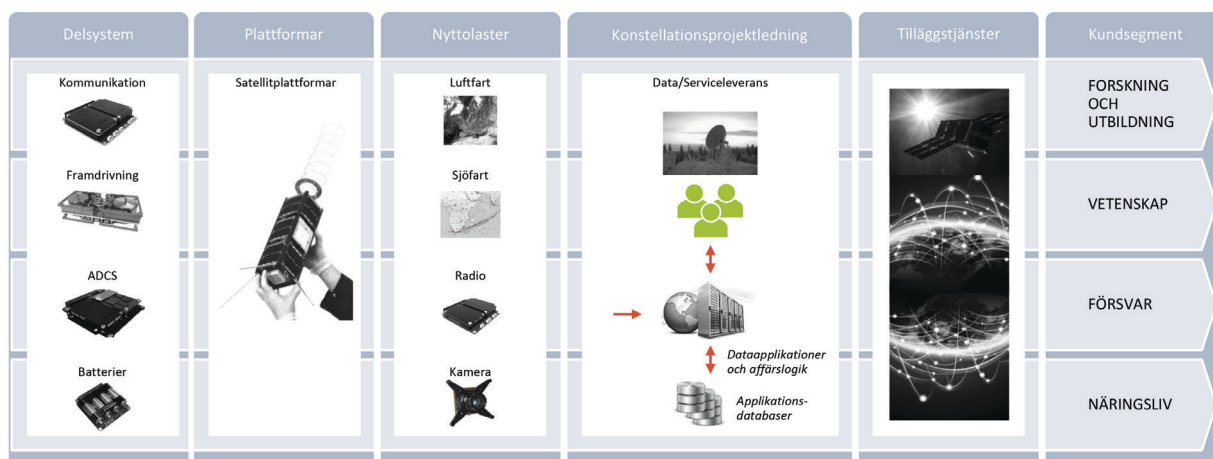 Delsystem
Plattformar
Nyttolaster
Konstellationsprojektledning
Tilläggstjänster
Kundsegment
Kommunikation
Framdrivning
ADCS
Batterier
Satellitplattformar
Luftfart
Sjöfart
Radio
Kamera
Data/Serviceleverans
Dataapplikationer
och affärslogik
Applikations-
databaser
FORSKNING
OCH
UTBILDNING
VETENSKAP
FÖRSVAR
NÄRINGSLIV